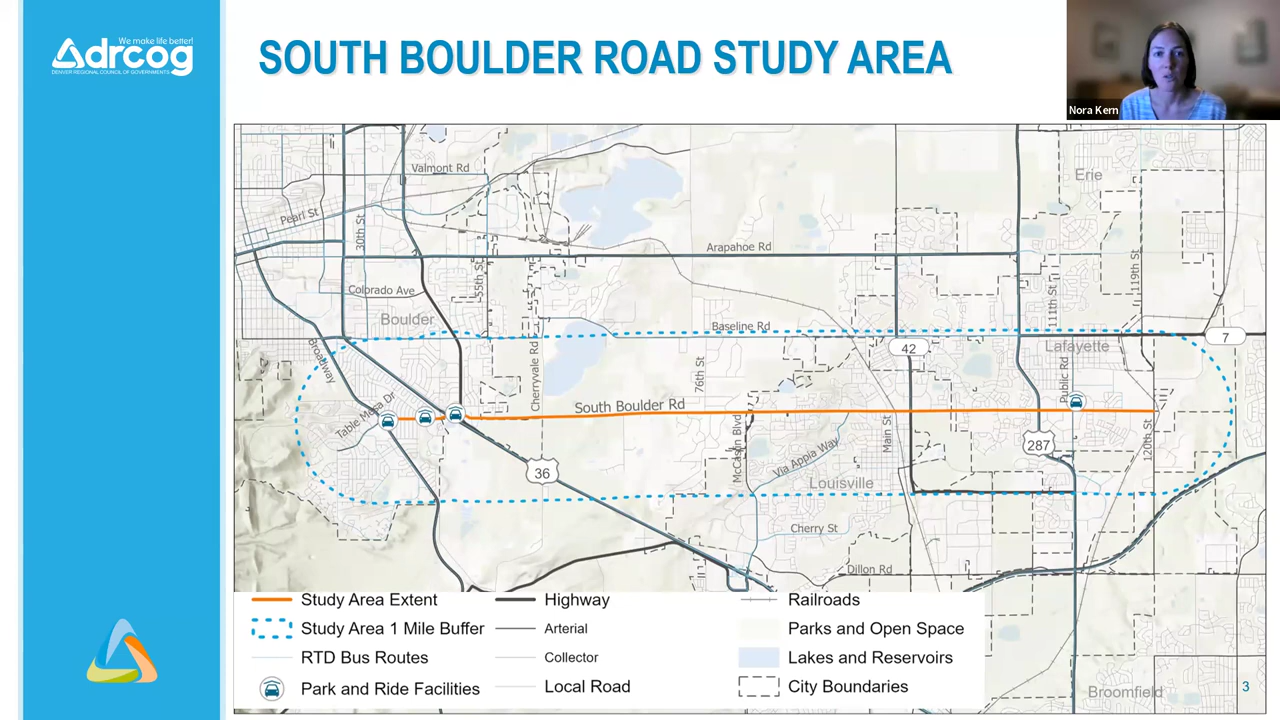 We make life better!
drcog
DENVER REGIONAL COUNCIL OF GOVERNMENTS
SOUTH BOULDER ROAD STUDY AREA
Nora Kern
Valmont Rd
Erie
Pearl St
30th St
Arapahoe Rd
55th St
119th St
Colorado Ave
111th St
Boulder
Baseline Rd
7
Broadway
42
Lafayette
Cherryvale Rd
76th St
Public Rd
Table Mesa Dr
South Boulder Rd
McCaslin Blvd
Main St
120th St
Via Appia Way
287
36
Louisville
Cherry St
Dillon Rd
Study Area Extent
Highway
Railroads
Study Area 1 Mile Buffer
Arterial
Parks and Open Space
RTD Bus Routes
Collector
Lakes and Reservoirs
Park and Ride Facilities
Local Road
City Boundaries
Broomfield
3